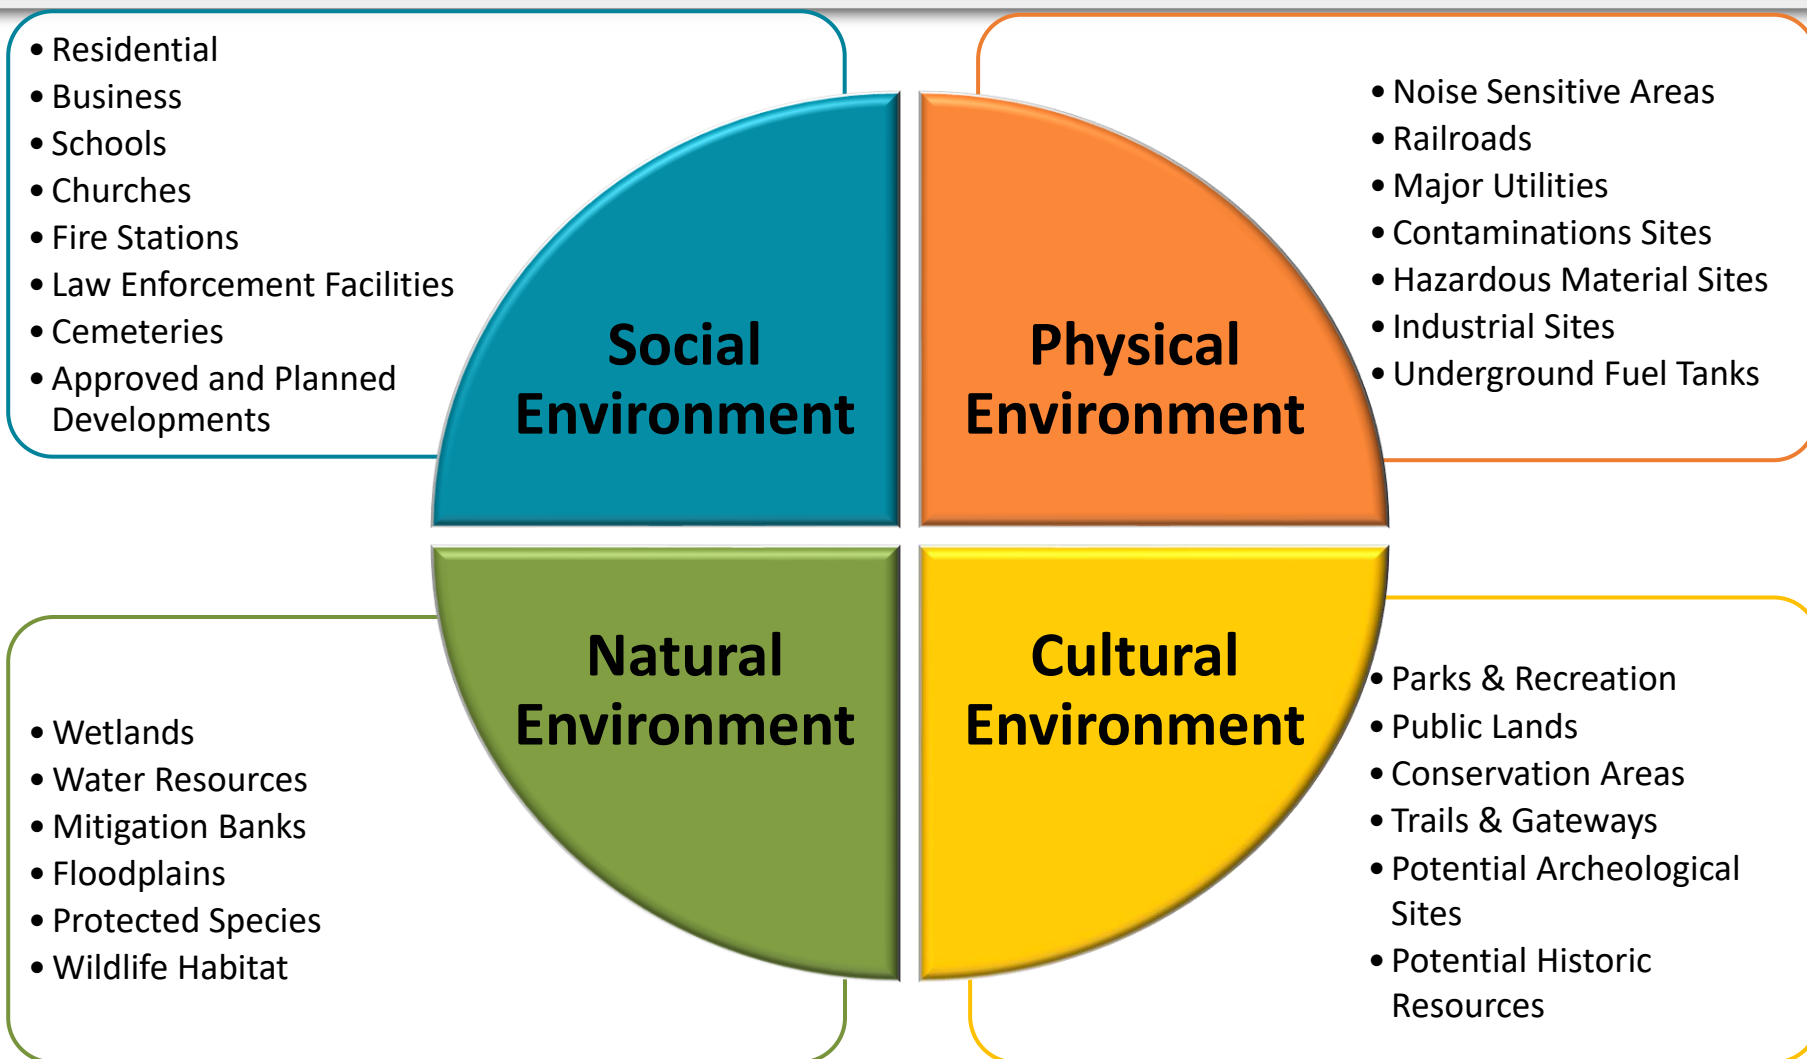 • Residential
• Business
• Schools
• Churches
• Fire Stations
• Law Enforcement Facilities
• Cemeteries
• Approved and Planned
Developments
Social
Environment
Physical
Environment
• Noise Sensitive Areas
• Railroads
• Major Utilities
• Contaminations Sites
• Hazardous Material Sites
• Industrial Sites
• Underground Fuel Tanks
• Wetlands
• Water Resources
• Mitigation Banks
• Floodplains
• Protected Species
• Wildlife Habitat
Natural
Environment
Cultural
Environment
• Parks & Recreation
• Public Lands
• Conservation Areas
• Trails & Gateways
• Potential Archeological
Sites
• Potential Historic
Resources